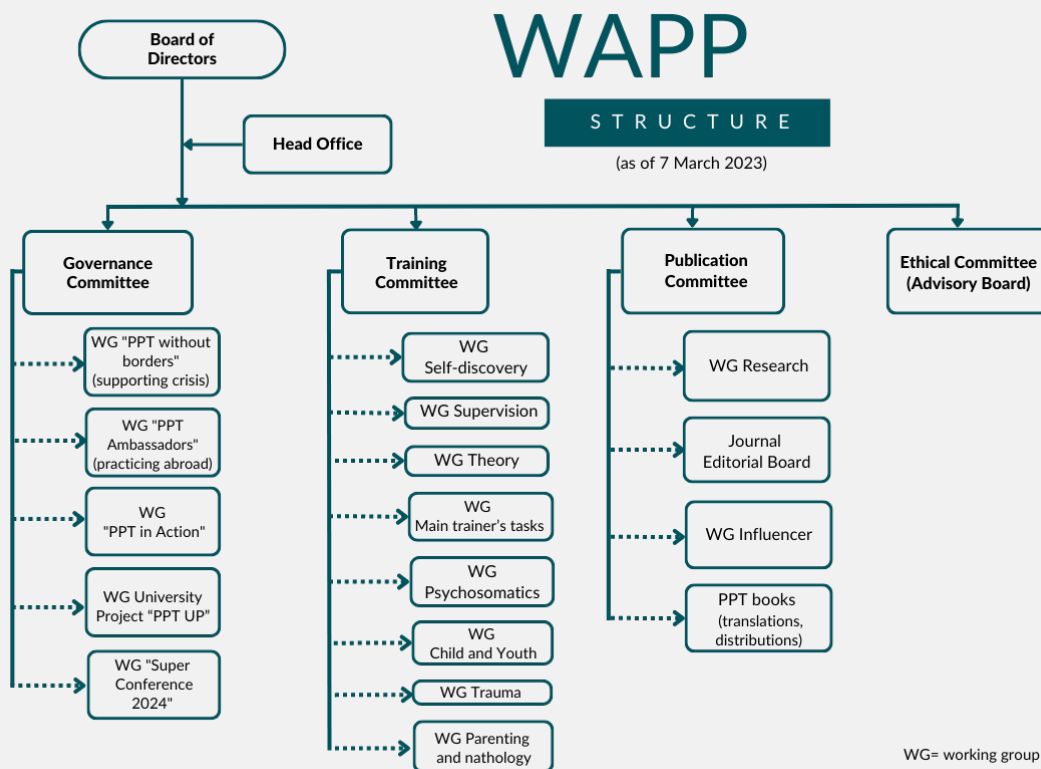 WAPP
STRUCTURE
(as of 7 March 2023)
Board of
Directors
Head Office
Governance
Committee
WG "PPT without
borders"
(supporting crisis)
WG "PPT
Ambassadors"
(practicing abroad)
WG
"PPT in Action"
WG University
Project “PPT UP”
WG "Super
Conference
2024"
Training
Committee
WG
Self-discovery
WG Supervision
WG Theory
WG
Main trainer’s tasks
WG
Psychosomatics
WG
Child and Youth
WG Trauma
WG Parenting
and nathology
Publication
Committee
WG Research
Journal
Editorial Board
WG Influencer
PPT books
(translations,
distributions)
Ethical Committee
(Advisory Board)
WG= working group